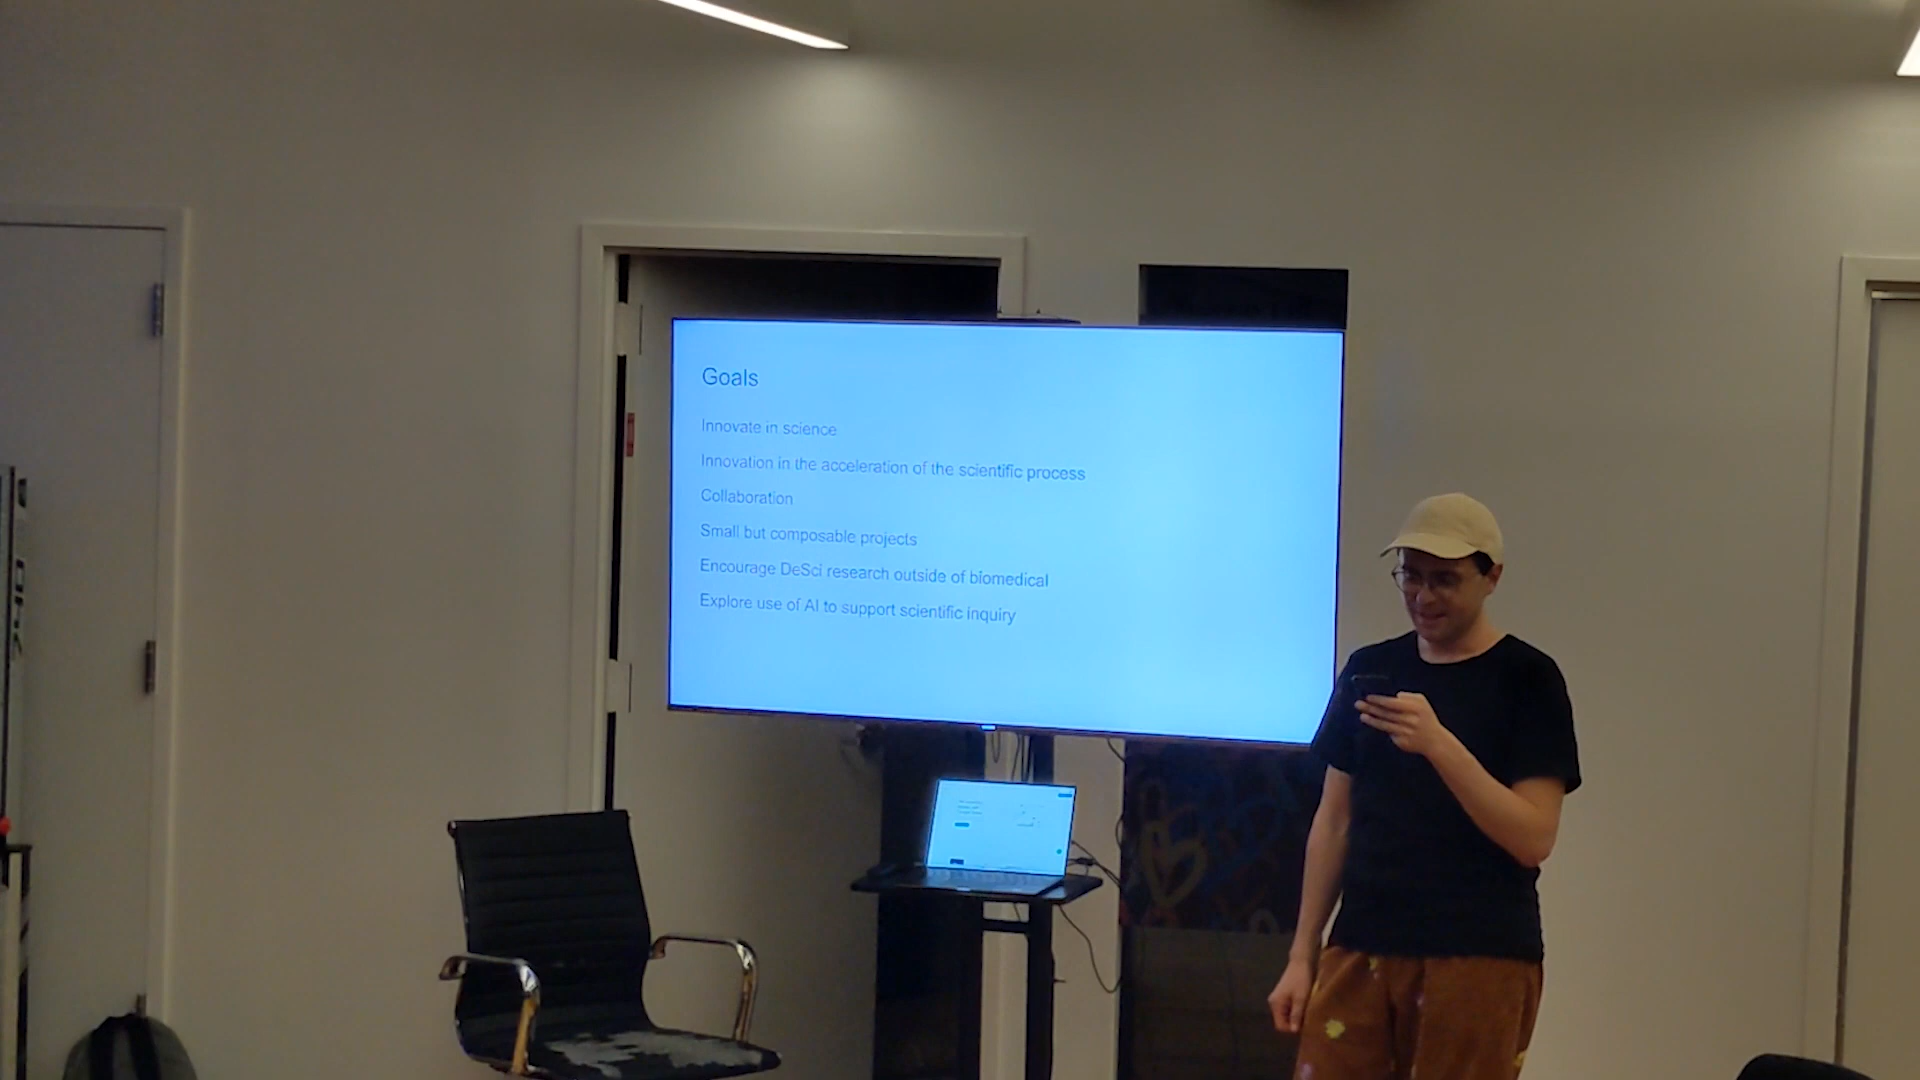 Goals
Innovate in science
Innovation in the acceleration of the scientific process
Collaboration
Small but composable projects
Encourage DeSci research outside of biomedical
Explore use of AI to support scientific inquiry